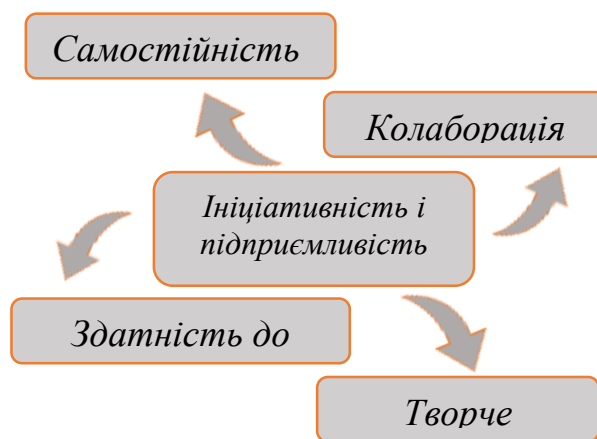 Самостійність
Колаборація
Ініціативність і
підприємливість
Здатність до
Творче